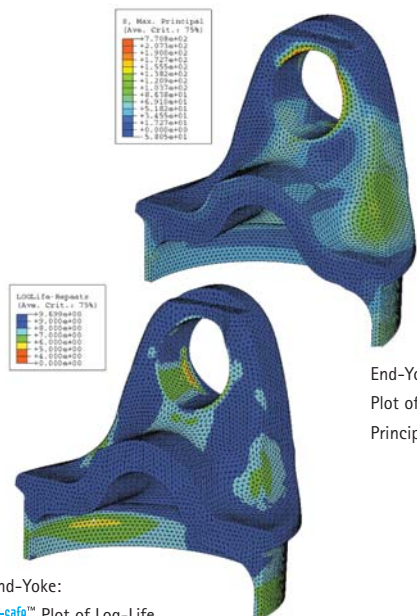 S, Max. Principal
(Ave. Crit.: 75%)
+7.708e+02
+2.073e+02
+1.900e+02
+1.727e+02
+1.555e+02
+1.382e+02
+1.209e+02
+1.037e+02
+8.638e+01
+6.910e+01
+5.182e+01
+3.455e+01
+1.727e+01
+0.000e+00
-5.805e+01
LOGLife-Repeats
(Ave. Crit.: 75%)
+9.690e+00
+9.000e+00
+8.000e+00
+7.000e+00
+6.000e+00
+5.000e+00
+4.000e+00
+0.000e+00
End-Yo
Plot of
Princip
nd-Yoke:
-safe™ Plot of Log-Life